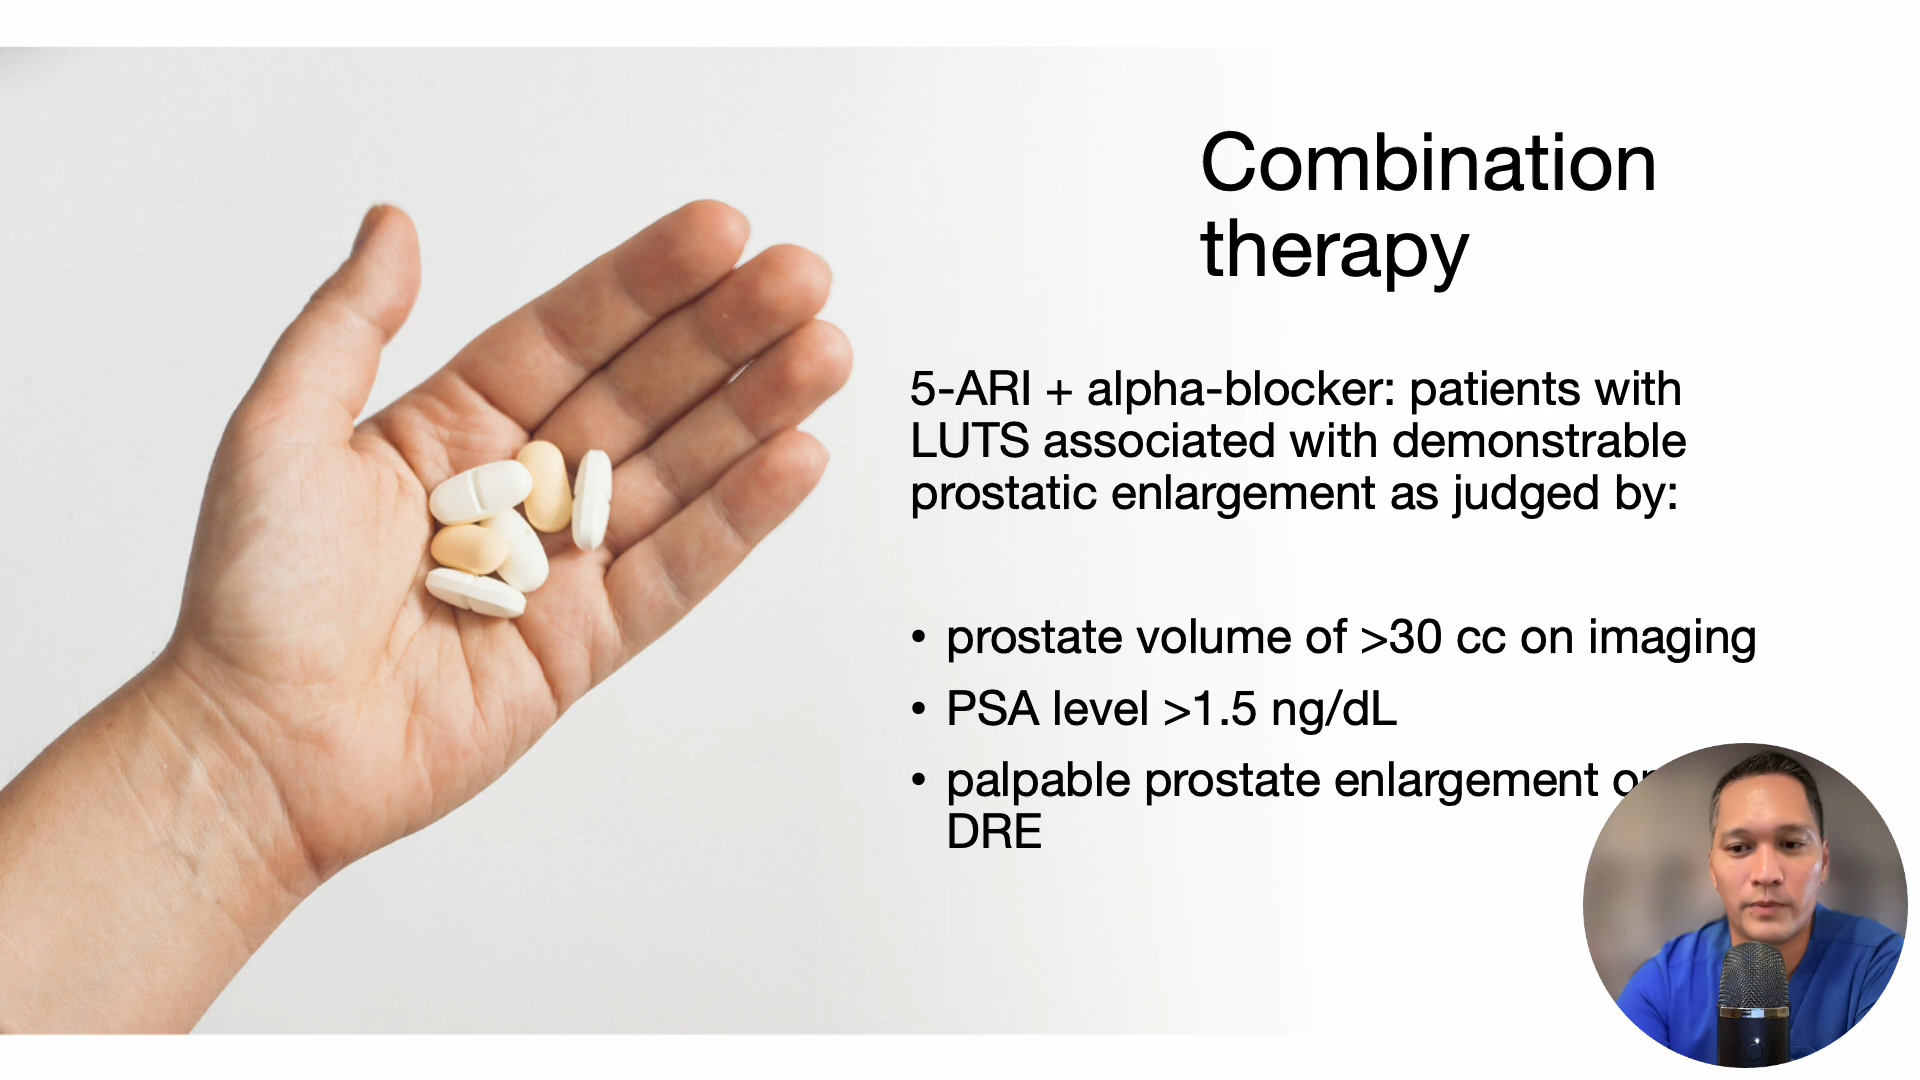 Combination
therapy
5-ARI + alpha-blocker: patients with
LUTS associated with demonstrable
prostatic enlargement as judged by:
• prostate volume of >30 cc on imaging
• PSA level >1.5 ng/dL
• palpable prostate enlargement
DRE